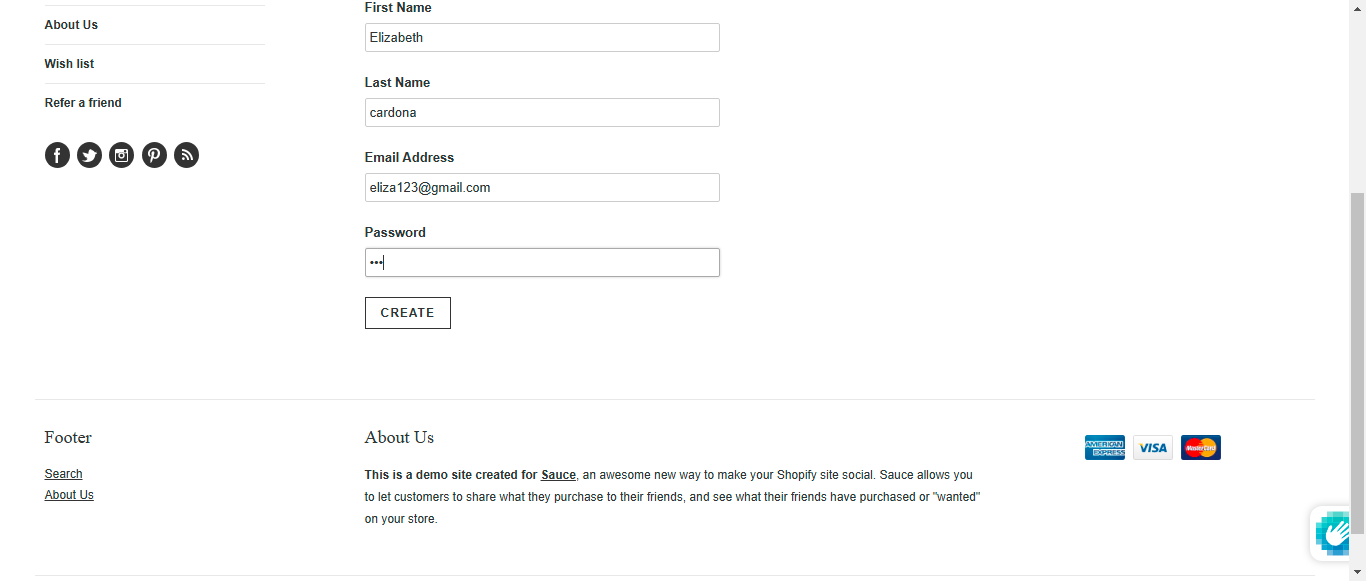 About Us
Wish list
Refer a friend
First Name
Elizabeth
Last Name
cardona
Email Address
eliza123@gmail.com
Password
•••
CREATE
Footer
Search
About Us
About Us
This is a demo site created for Sauce, an awesome new way to make your Shopify site social. Sauce allows you
to let customers to share what they purchase to their friends, and see what their friends have purchased or "wanted"
on your store.
AMERICAN
EXPRESS
VISA
MasterCard